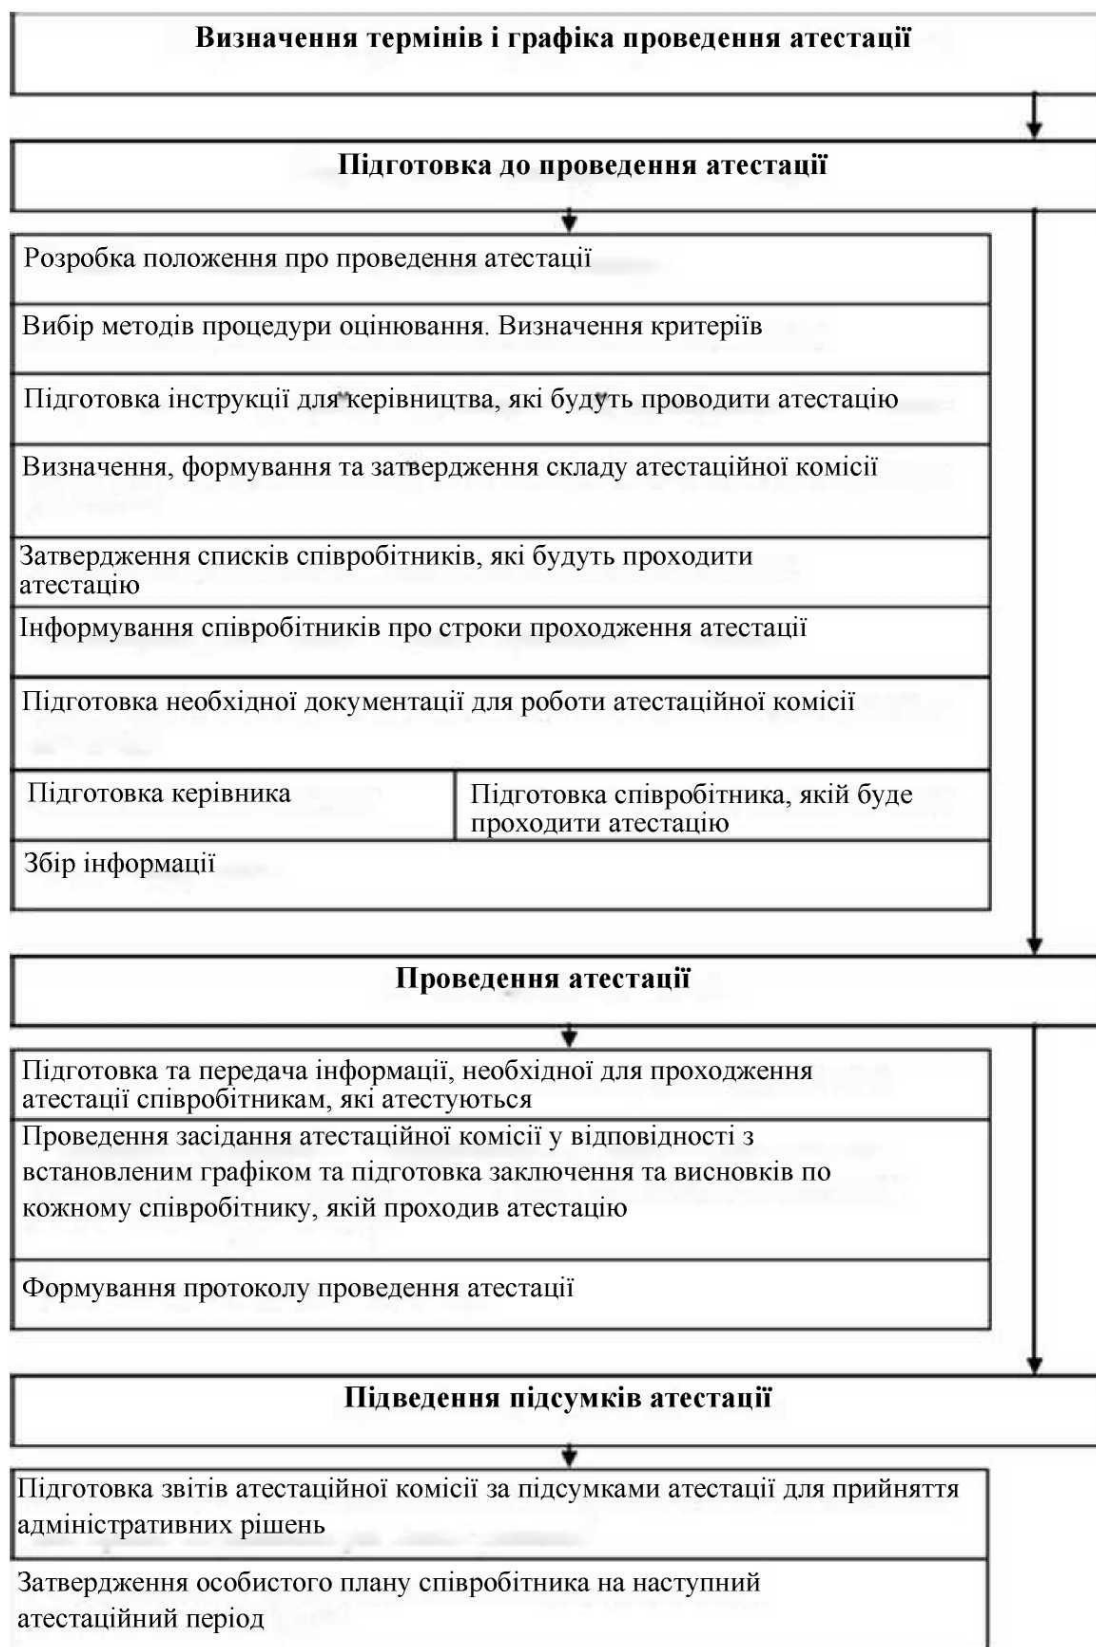 Визначення термінів і графіка проведення атестації
Підготовка до проведення атестації
Розробка положення про проведення атестації
Вибір методів процедури оцінювання. Визначення критеріїв
Підготовка інструкції для керівництва, які будуть проводити атестацію
Визначення, формування та затвердження складу атестаційної комісії
Затвердження списків співробітників, які будуть проходити
атестацію
Інформування співробітників про строки проходження атестації
Підготовка необхідної документації для роботи атестаційної комісії
Підготовка керівника
Підготовка співробітника, якій буде
проходити атестацію
Збір інформації
Проведення атестації
Підготовка та передача інформації, необхідної для проходження
атестації співробітникам, які атестуються
Проведення засідання атестаційної комісії у відповідності з
встановленим графіком та підготовка заключення та висновків по
кожному співробітнику, якій проходив атестацію
Формування протоколу проведення атестації
Підведення підсумків атестації
Підготовка звітів атестаційної комісії за підсумками атестації для прийняття
адміністративних рішень
Затвердження особистого плану співробітника на наступний
атестаційний період